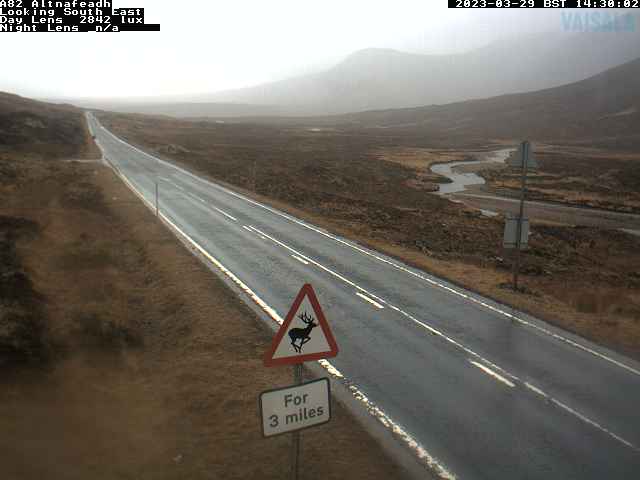 A82 Altnafeadh
2023-03-29 BST 14:30:02
Looking South East
Day Lens 2842 lux
Night Lens n/a
VAISALA
For
3 miles